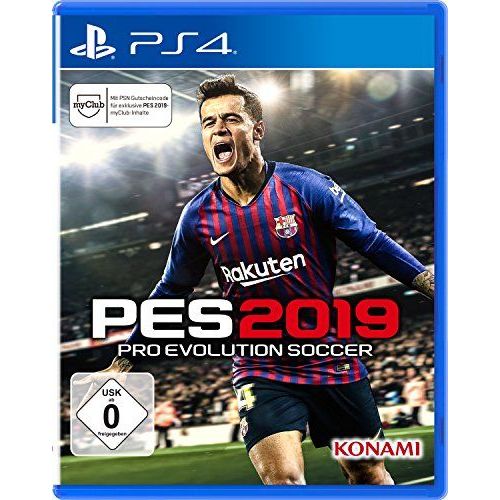 PS4
myClub
Mit PSN Gutscheincode
für exklusive PES 2019-
myClub-Inhalte
Rakuten
PES2019
PRO EVOLUTION SOCCER
USK
ab
0
freigegeben
KONAMI